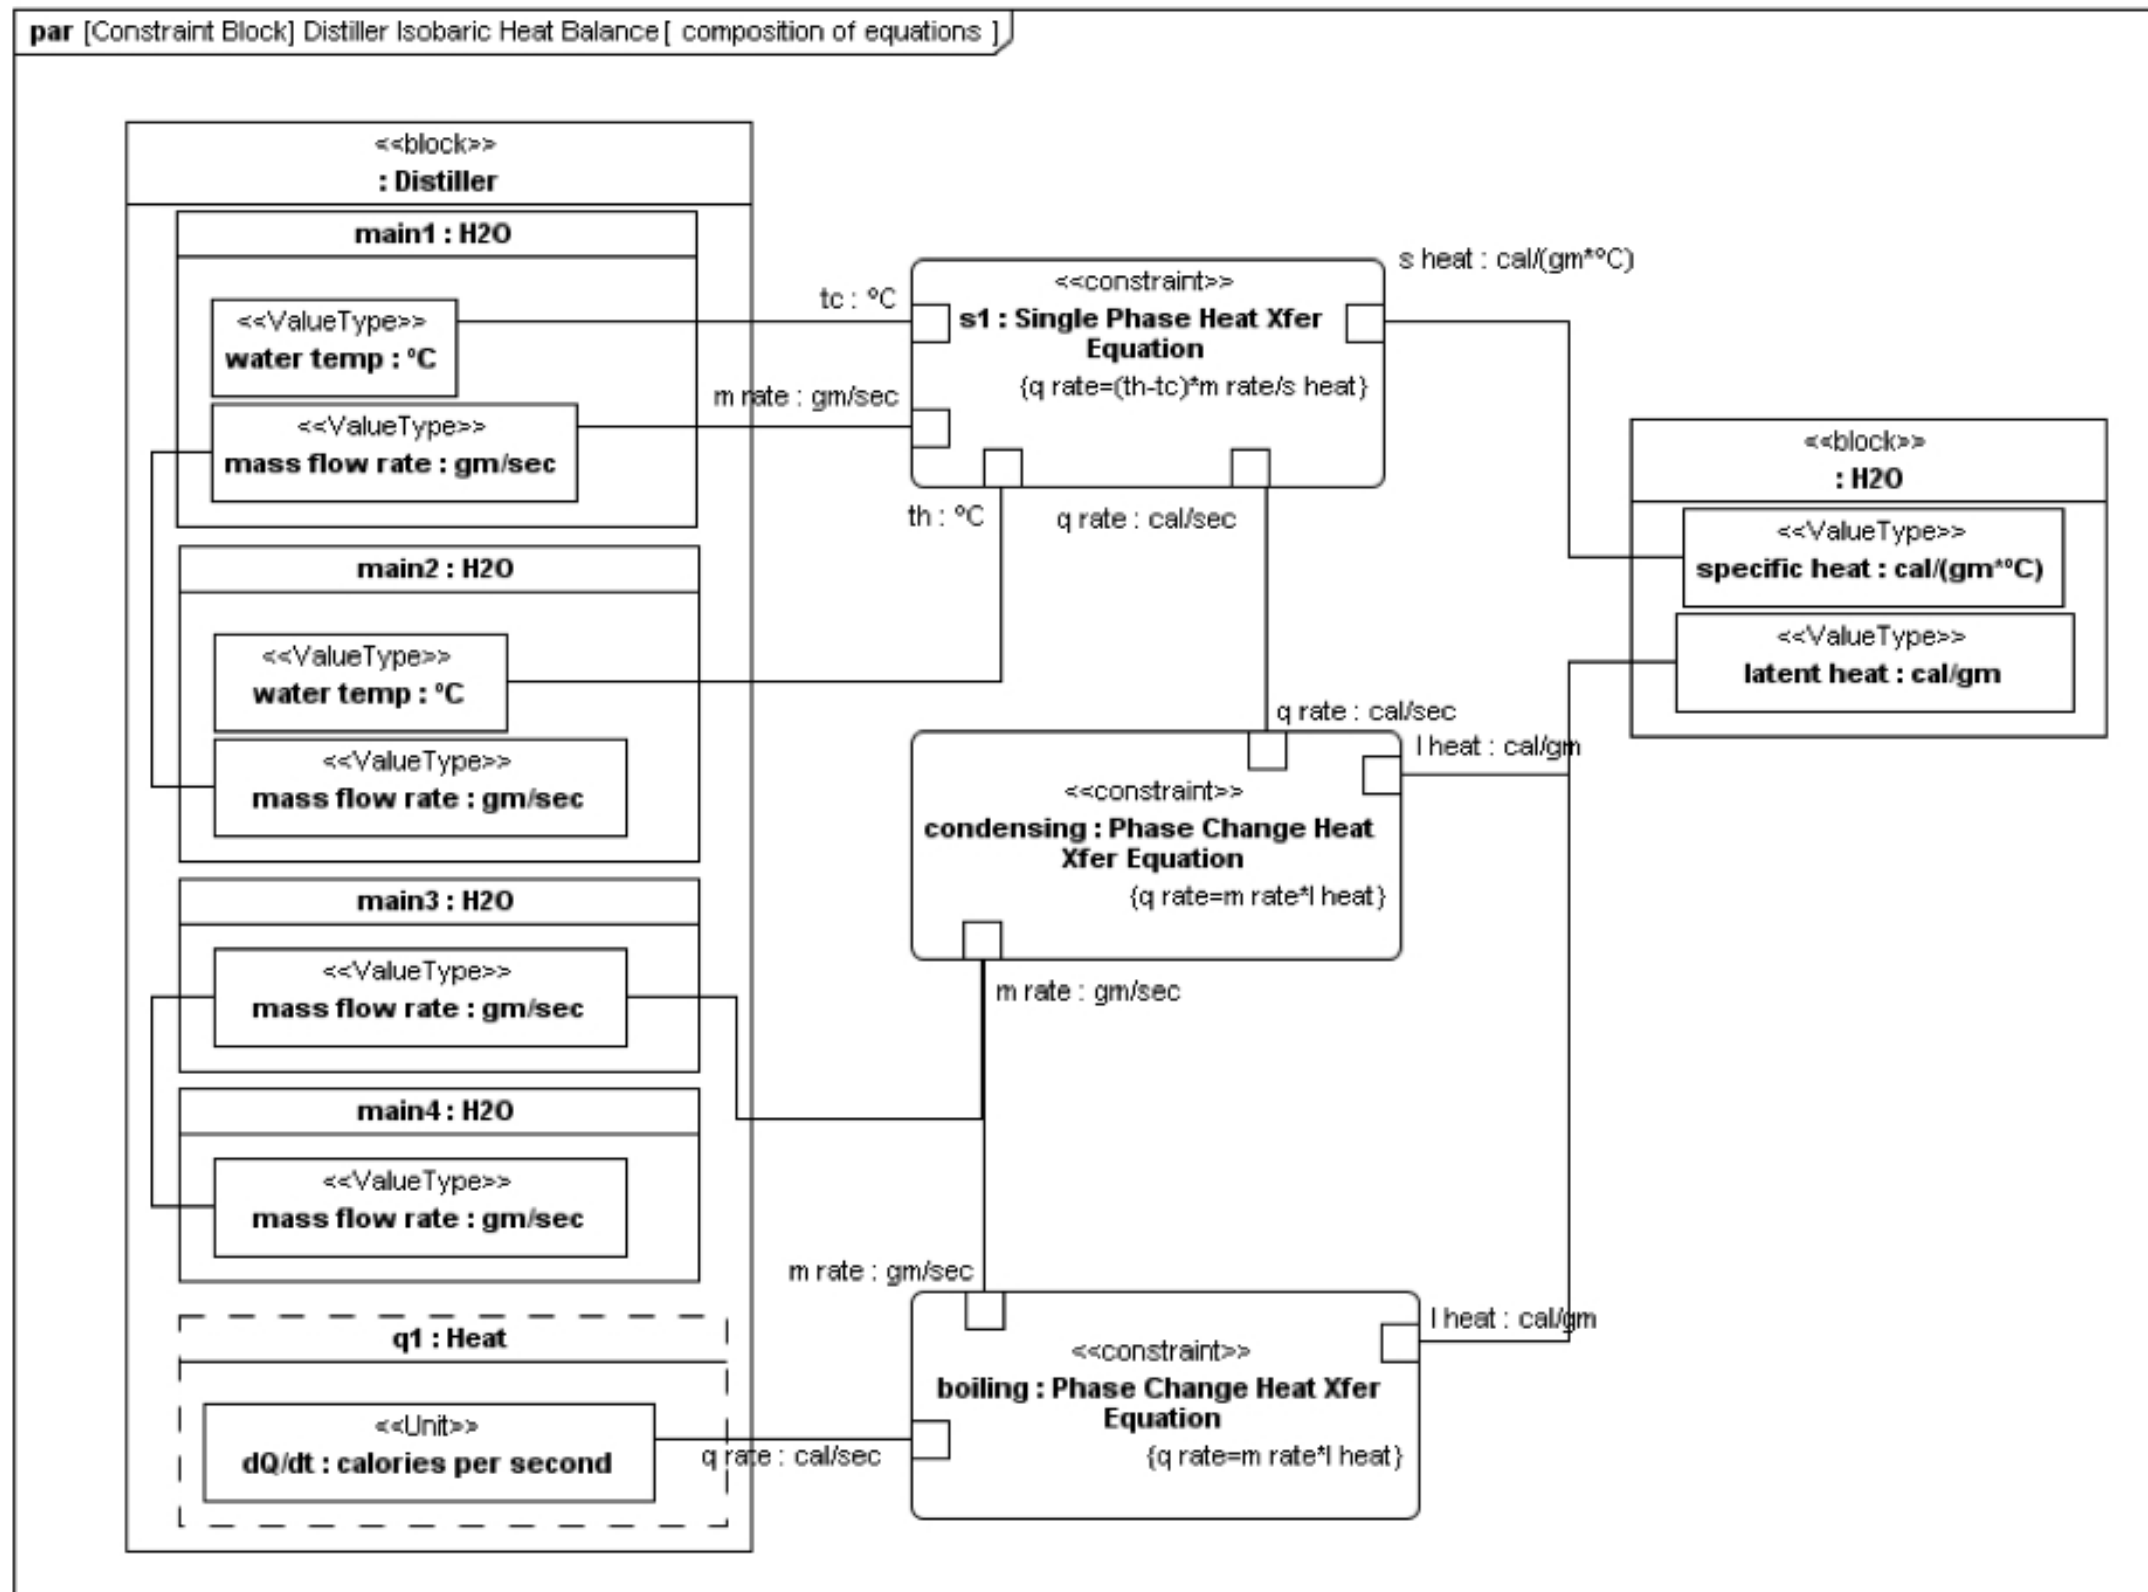 par [Constraint Block] Distiller Isobaric Heat Balance[ composition of equations ]
<<block>>
: Distiller
main1 : H2O
<<ValueType>>
water temp : ºC
<<ValueType>>
mass flow rate : gm/sec
main2 : H2O
<<ValueType>>
water temp : ºC
<<ValueType>>
mass flow rate : gm/sec
main3 : H2O
<<ValueType>>
mass flow rate : gm/sec
main4 : H2O
<<ValueType>>
mass flow rate : gm/sec
q1 : Heat
<<Unit>>
dQ/dt : calories per second
tc : ºC
m rate : gm/sec
th : ºC
q rate : cal/sec
s heat : cal/(gm*ºC)
<<constraint>>
s1 : Single Phase Heat Xfer
Equation
{q rate=(th-tc)*m rate/s heat}
q rate : cal/sec
l heat : cal/gm
<<constraint>>
condensing : Phase Change Heat
Xfer Equation
{q rate=m rate*l heat}
m rate : gm/sec
m rate : gm/sec
l heat : cal/gm
<<constraint>>
boiling : Phase Change Heat Xfer
Equation
{q rate=m rate*l heat}
q rate : cal/sec
<<block>>
: H2O
<<ValueType>>
specific heat : cal/(gm*ºC)
<<ValueType>>
latent heat : cal/gm